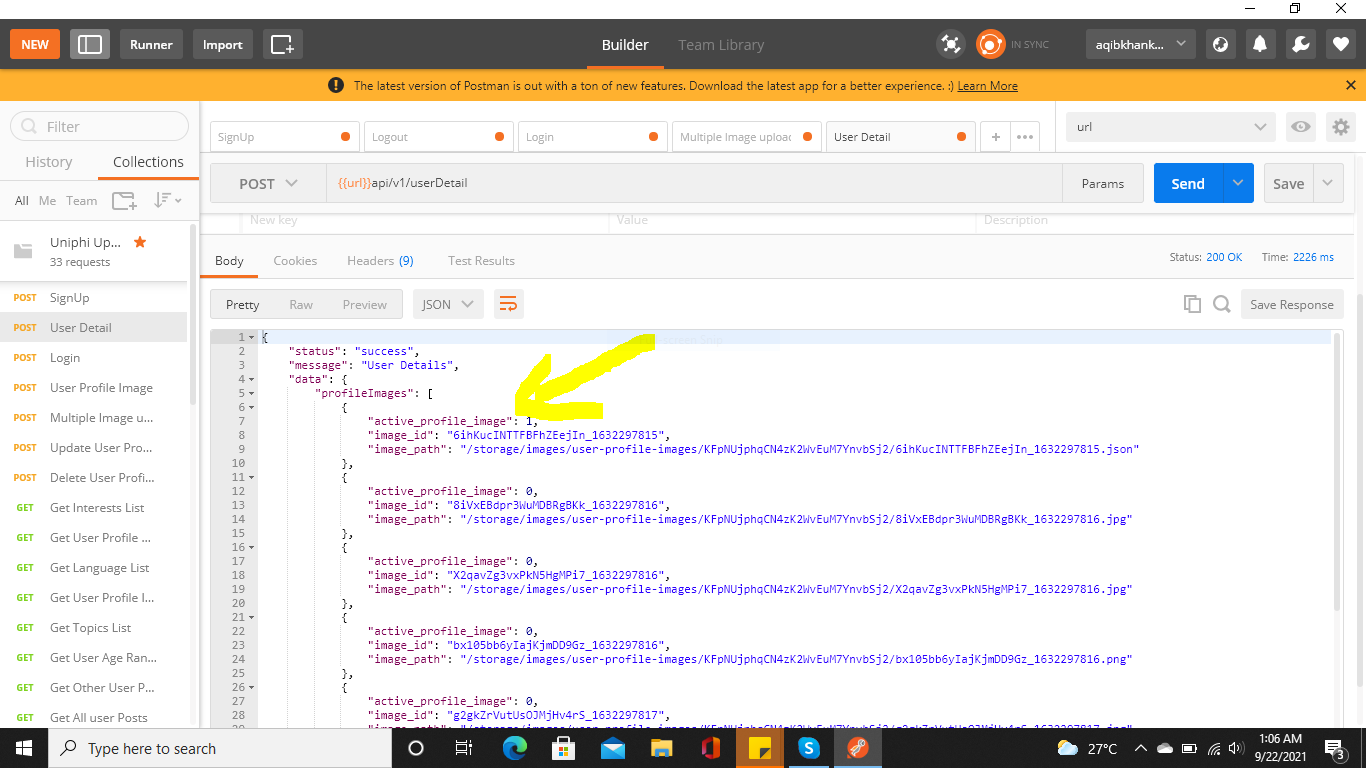 NEW
Runner
Import
Builder
Team Library
IN SYNC
aqibkhank...
The latest version of Postman is out with a ton of new features. Download the latest app for a better experience. :) Learn More
Filter
History
Collections
All Me Team
Uniphi Up...
33 requests
POST SignUp
POST User Detail
POST Login
POST User Profile Image
POST Multiple Image u...
POST Update User Pro...
POST Delete User Profi...
GET Get Interests List
GET Get User Profile ...
GET Get Language List
GET Get User Profile I...
GET Get Topics List
GET Get User Age Ran...
GET Get Other User P...
GET Get All user Posts
SignUp
Logout
Login
Multiple Image upload
User Detail
url
POST
{{url}}api/v1/userDetail
Params
Send
Save
New key
Value
Description
Body
Cookies
Headers (9)
Test Results
Status: 200 OK
Time: 2226 ms
Pretty
Raw
Preview
JSON
Save Response
1 {
2 "status": "success",
3 "message": "User Details",
4 "data": {
5 "profileImages": [
6 {
7 "active_profile_image": 1,
8 "image_id": "6ihKucINTTFBFhZEejIn_1632297815",
9 "image_path": "/storage/images/user-profile-images/KFpNUjphqCN4zK2WvEuM7YnvbSj2/6ihKucINTTFBFhZEejIn_1632297815.json"
10 },
11 {
12 "active_profile_image": 0,
13 "image_id": "8iVxEBdpr3WuMDBRgBKk_1632297816",
14 "image_path": "/storage/images/user-profile-images/KFpNUjphqCN4zK2WvEuM7YnvbSj2/8iVxEBdpr3WuMDBRgBKk_1632297816.jpg"
15 },
16 {
17 "active_profile_image": 0,
18 "image_id": "X2qavZg3vxPkN5HgMPi7_1632297816",
19 "image_path": "/storage/images/user-profile-images/KFpNUjphqCN4zK2WvEuM7YnvbSj2/X2qavZg3vxPkN5HgMPi7_1632297816.jpg"
20 },
21 {
22 "active_profile_image": 0,
23 "image_id": "bx105bb6yIajKjmDD9Gz_1632297816",
24 "image_path": "/storage/images/user-profile-images/KFpNUjphqCN4zK2WvEuM7YnvbSj2/bx105bb6yIajKjmDD9Gz_1632297816.png"
25 },
26 {
27 "active_profile_image": 0,
28 "image_id": "g2gkZrVutUsOJMjHv4rS_1632297817",
Type here to search
27°C
1:06 AM
9/22/2021
3